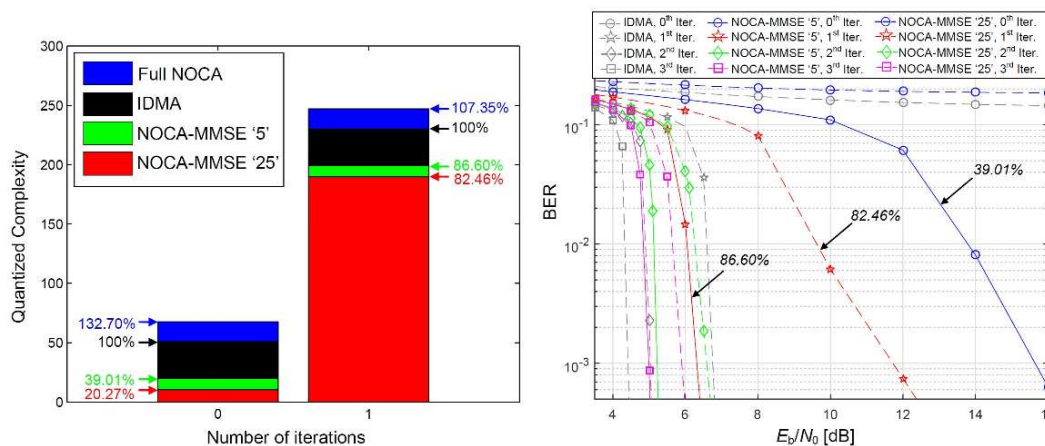 300
250
200
150
100
50
0
Quantized Complexity
Full NOCA
IDMA
NOCA-MMSE ‘5’
NOCA-MMSE ‘25’
132.70%
100%
39.01%
20.27%
107.35%
100%
86.60%
82.46%
0 1
Number of iterations
IDMA, 0th Iter. NOCA-MMSE ‘5’, 0th Iter. NOCA-MMSE ‘25’, 0th Iter.
IDMA, 1st Iter. NOCA-MMSE ‘5’, 1st Iter. NOCA-MMSE ‘25’, 1st Iter.
IDMA, 2nd Iter. NOCA-MMSE ‘5’, 2nd Iter. NOCA-MMSE ‘25’, 2nd Iter.
IDMA, 3rd Iter. NOCA-MMSE ‘5’, 3rd Iter. NOCA-MMSE ‘25’, 3rd Iter.
10-1
10-2
10-3
BER
39.01%
82.46%
86.60%
4 6 8 10 12 14 16
Eb/N0 [dB]